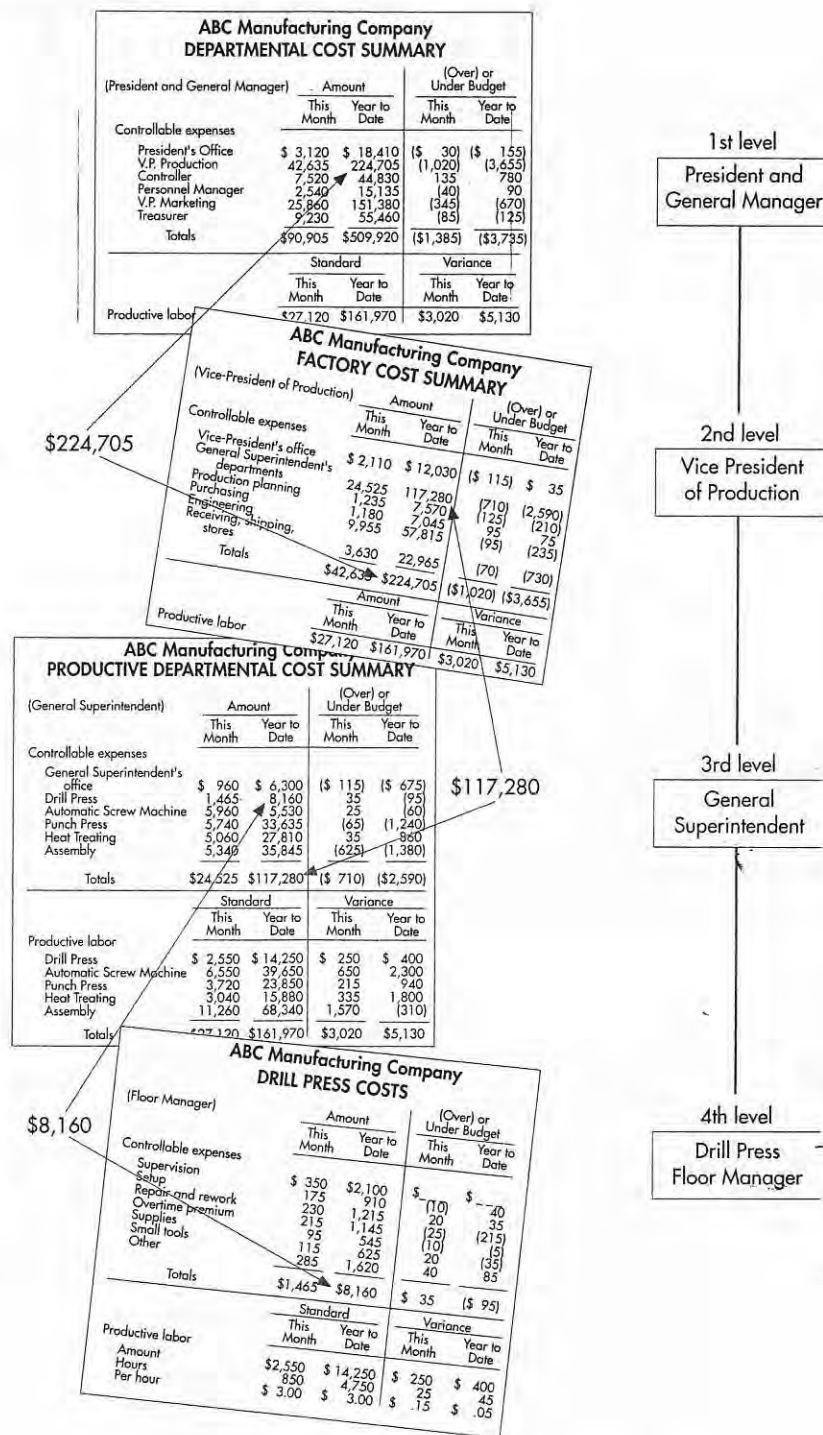 ABC Manufacturing Company
DEPARTMENTAL COST SUMMARY
(President and General Manager) Amount (Over) or Under Budget
This Month Year to Date This Month Year to Date
Controllable expenses
President's Office $ 3,120 $ 18,410 ($ 30) ($ 155)
V.P. Production 42,635 224,705 (1,020) (3,655)
Controller 7,520 44,830 135 780
Personnel Manager 2,540 15,135 (40) 90
V.P. Marketing 25,860 151,380 (345) (670)
Treasurer 9,230 55,460 (85) (125)
Totals $90,905 $509,920 ($1,385) ($3,735)
Standard Variance
This Month Year to Date This Month Year to Date
Productive labor $27,120 $161,970 $3,020 $5,130
ABC Manufacturing Company
FACTORY COST SUMMARY
(Vice-President of Production) Amount (Over) or Under Budget
This Month Year to Date This Month Year to Date
Controllable expenses
Vice-President's office $ 2,110 $ 12,030 ($ 115) $ 35
General Superintendent's
departments 24,525 117,280 (710) (2,590)
Production planning 1,235 7,570 (125) (210)
Purchasing 1,180 7,045 95 75
Engineering 9,955 57,815 (95) (235)
Receiving, shipping,
stores 3,630 22,965 (70) (730)
Totals $42,635 $224,705 ($1,020) ($3,655)
Amount Variance
This Month Year to Date This Month Year to Date
Productive labor $27,120 $161,970 $3,020 $5,130
$224,705
ABC Manufacturing Company
PRODUCTIVE DEPARTMENTAL COST SUMMARY
(General Superintendent) Amount (Over) or Under Budget
This Month Year to Date This Month Year to Date
Controllable expenses
General Superintendent's
office $ 960 $ 6,300 ($ 115) ($ 675)
Drill Press 1,465 8,160 35 (95)
Automatic Screw Machine 5,960 5,530 25 (60)
Punch Press 5,740 33,635 (65) (1,240)
Heat Treating 5,060 27,810 35 860
Assembly 5,340 35,845 (625) (1,380)
Totals $24,525 $117,280 ($ 710) ($2,590)
Standard Variance
This Month Year to Date This Month Year to Date
Productive labor
Drill Press $ 2,550 $ 14,250 $ 250 $ 400
Automatic Screw Machine 6,550 39,650 650 2,300
Punch Press 3,720 23,850 215 940
Heat Treating 3,040 15,880 335 1,800
Assembly 11,260 68,340 1,570 (310)
Totals $27,120 $161,970 $3,020 $5,130
$117,280
ABC Manufacturing Company
DRILL PRESS COSTS
(Floor Manager) Amount (Over) or Under Budget
This Month Year to Date This Month Year to Date
Controllable expenses
Supervision $ 350 $2,100 $_ _ $_ _
Setup 175 910 (10) 40
Repair and rework 230 1,215 20 35
Overtime premium 215 1,145 (25) (215)
Supplies 95 545 (10) (5)
Small tools 115 625 20 (35)
Other 285 1,620 40 85
Totals $1,465 $8,160 $ 35 ($ 95)
Standard Variance
This Month Year to Date This Month Year to Date
Productive labor
Amount $2,550 $ 14,250 $ 250 $ 400
Hours 850 4,750 25 45
Per hour $ 3.00 $ 3.00 $ .15 $ .05
$8,160
1st level
President and
General Manager
2nd level
Vice President
of Production
3rd level
General
Superintendent
4th level
Drill Press
Floor Manager